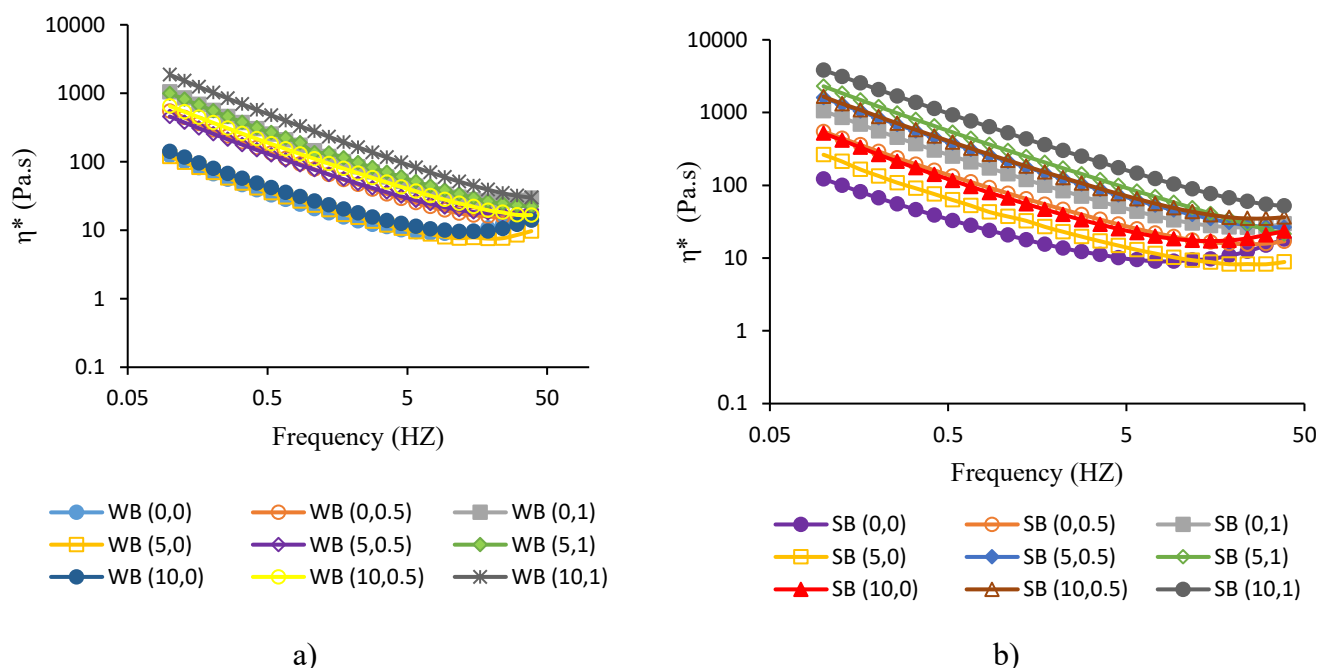 10000
1000
100
10
1
0.1
η* (Pa.s)
0.05 0.5 5 50
Frequency (HZ)
WB (0,0) WB (0,0.5) WB (0,1)
WB (5,0) WB (5,0.5) WB (5,1)
WB (10,0) WB (10,0.5) WB (10,1)
a)
10000
1000
100
10
1
0.1
η* (Pa.s)
0.05 0.5 5 50
Frequency (HZ)
SB (0,0) SB (0,0.5) SB (0,1)
SB (5,0) SB (5,0.5) SB (5,1)
SB (10,0) SB (10,0.5) SB (10,1)
b)